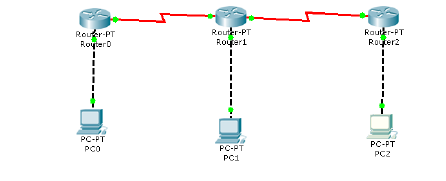 Router-PT
Router0
Router-PT
Router1
Router-PT
Router2
PC-PT
PC0
PC-PT
PC1
PC-PT
PC2